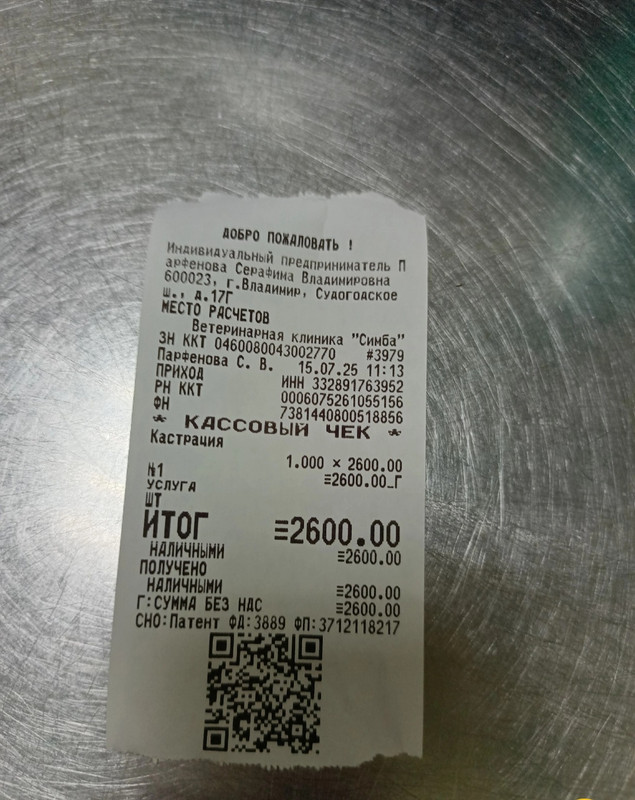 ДОБРО ПОЖАЛОВАТЬ !
Индивидуальный предприниматель П
арфенова Серафина Владимировна
600023, г.Владимир, Судогодское
ш., д.17Г
МЕСТО РАСЧЕТОВ
Ветеринарная клиника "Симба"
ЗН ККТ 0460080043002770 #3979
Парфенова С. В. 15.07.25 11:13
ПРИХОД ИНН 332891763952
РН ККТ 0006075261055156
ФН 7381440800518856
* КАССОВЫЙ ЧЕК *
Кастрация
1.000 × 2600.00
№1 ≡2600.00_Г
УСЛУГА
ШТ
ИТОГ ≡2600.00
НАЛИЧНЫМИ ≡2600.00
ПОЛУЧЕНО
НАЛИЧНЫМИ ≡2600.00
Г:СУММА БЕЗ НДС ≡2600.00
СНО:Патент ФД:3889 ФП:3712118217